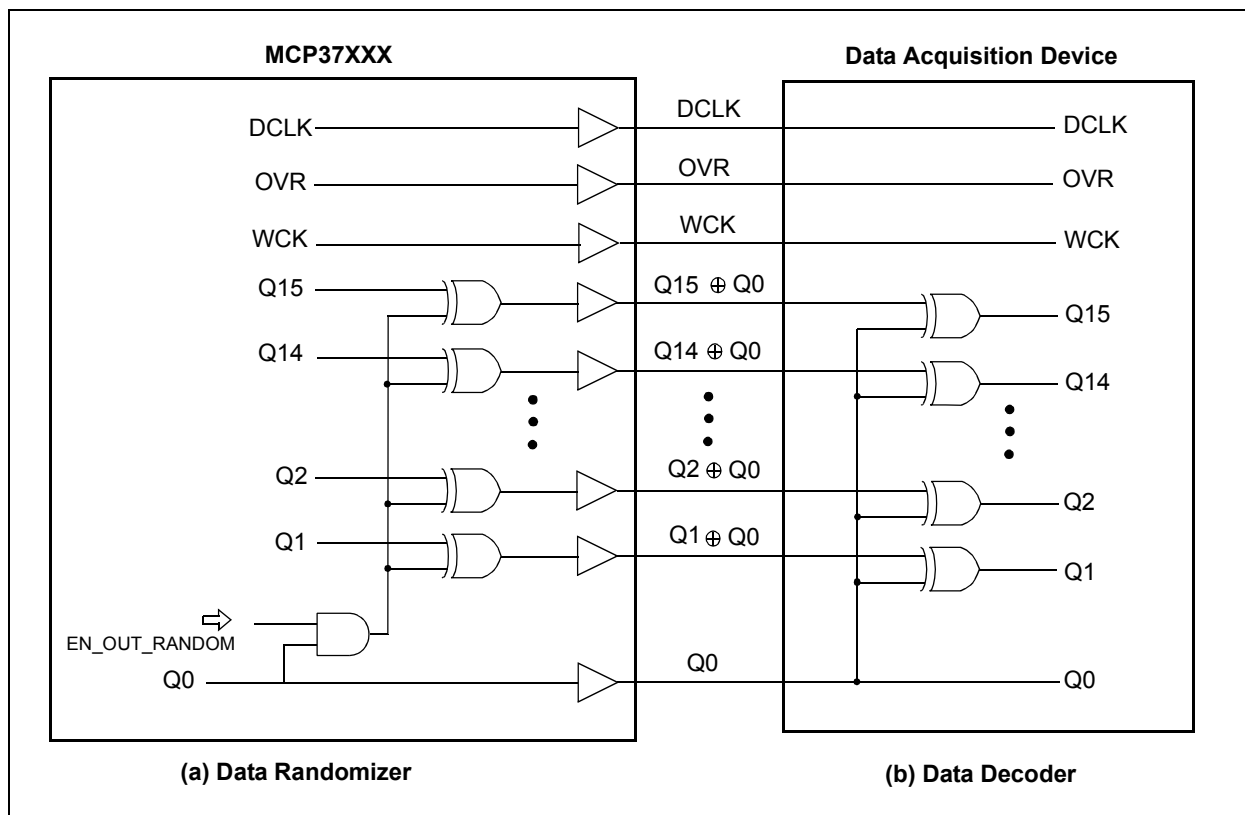 MCP37XXX
Data Acquisition Device
DCLK
DCLK
DCLK
OVR
OVR
OVR
WCK
WCK
WCK
Q15
Q15 ⊕ Q0
Q15
Q14
Q14 ⊕ Q0
Q14
Q2
Q2 ⊕ Q0
Q2
Q1
Q1 ⊕ Q0
Q1
EN_OUT_RANDOM
Q0
Q0
Q0
(a) Data Randomizer
(b) Data Decoder